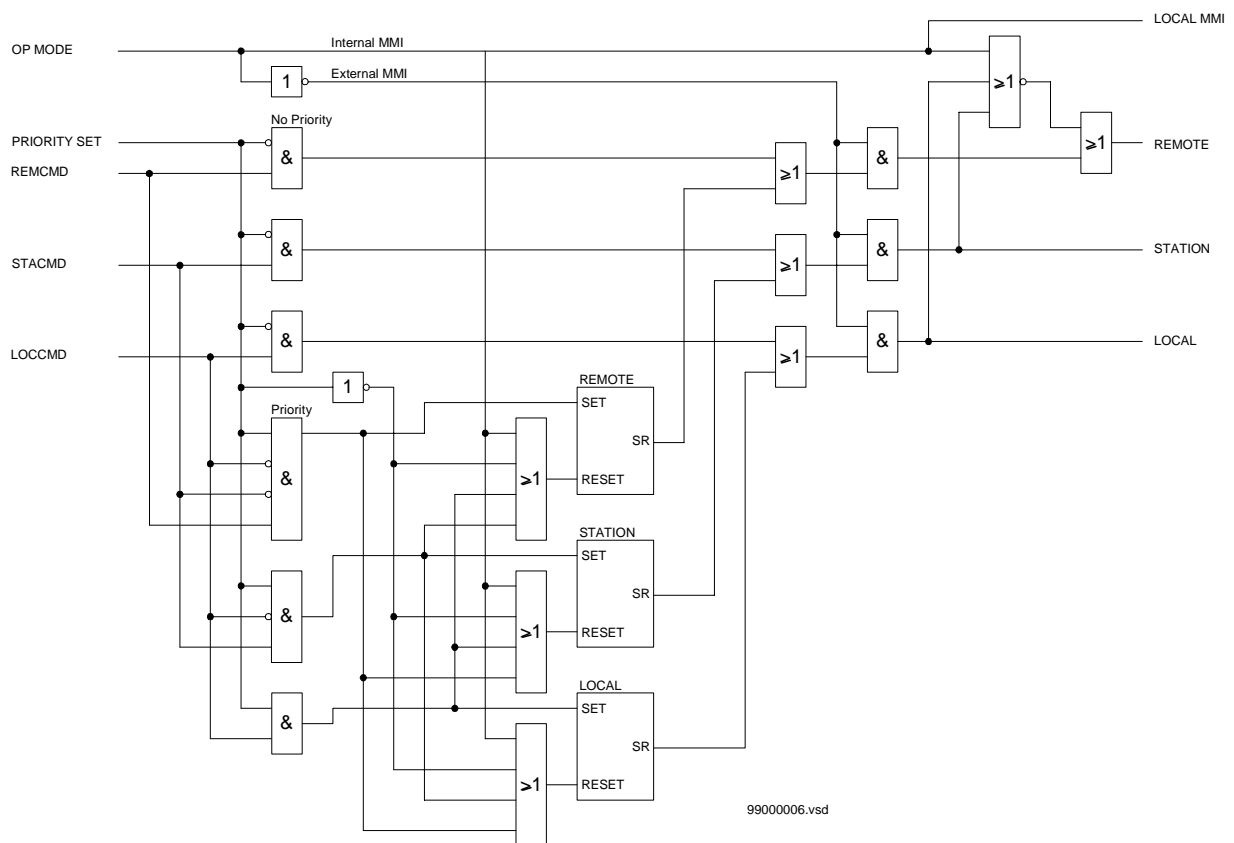 LOCAL MMI
OP MODE
Internal MMI
1
External MMI
≥1
No Priority
PRIORITY SET
&
≥1
&
≥1
REMOTE
REMCMD
&
≥1
&
STATION
STACMD
&
≥1
&
LOCAL
LOCCMD
1
REMOTE
SET
Priority
&
SR
≥1
RESET
STATION
SET
&
SR
≥1
RESET
LOCAL
SET
&
SR
≥1
RESET
99000006.vsd